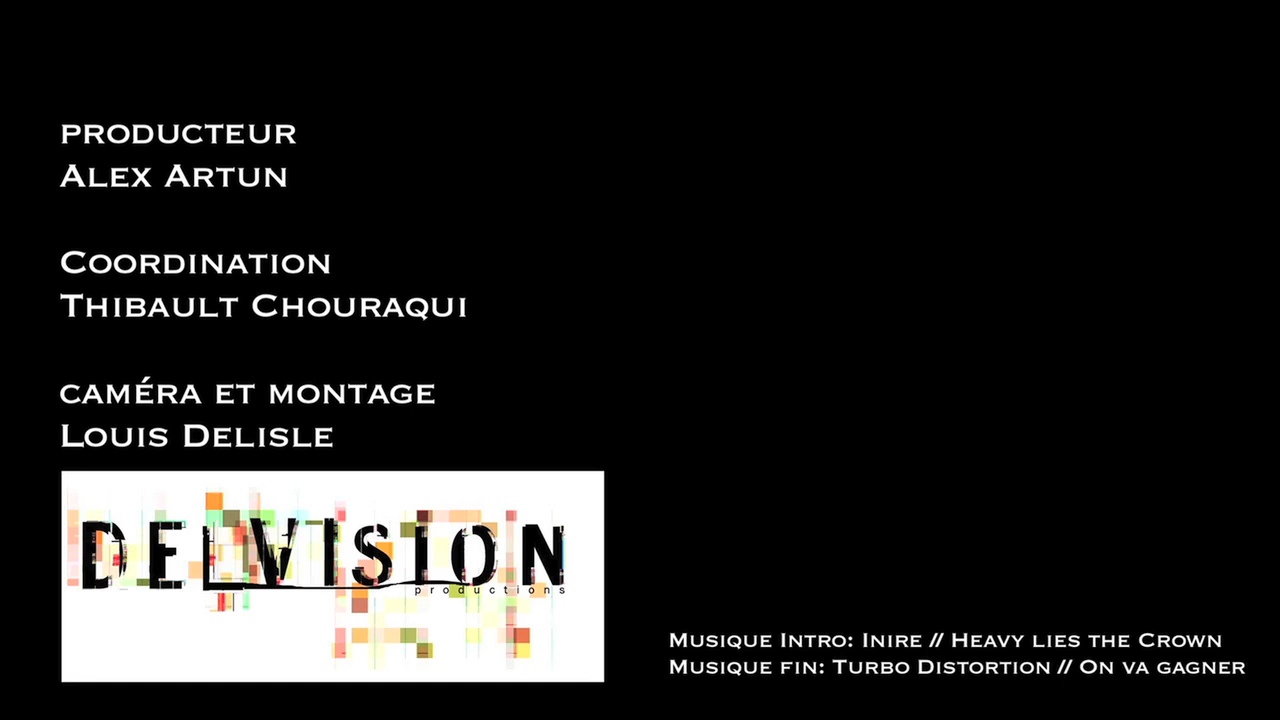 PRODUCTEUR
ALEX ARTUN
COORDINATION
THIBAULT CHOURAQUI
CAMÉRA ET MONTAGE
LOUIS DELISLE
DELVISION
productions
MUSIQUE INTRO: INIRE // HEAVY LIES THE CROWN
MUSIQUE FIN: TURBO DISTORTION // ON VA GAGNER